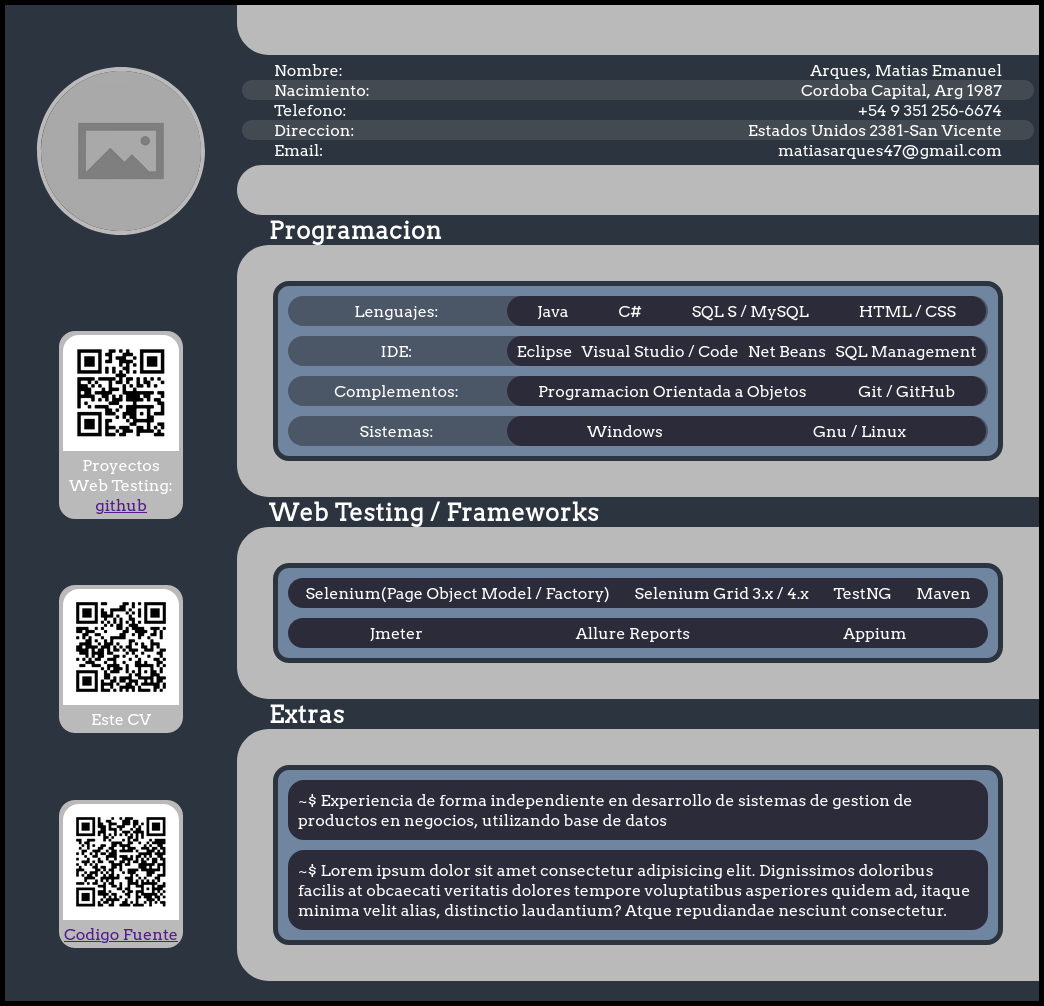 Nombre: Arques, Matias Emanuel
Nacimiento: Cordoba Capital, Arg 1987
Telefono: +54 9 351 256-6674
Direccion: Estados Unidos 2381-San Vicente
Email: matiasarques47@gmail.com
Programacion
Lenguajes: Java C# SQL S / MySQL HTML / CSS
IDE: Eclipse Visual Studio / Code Net Beans SQL Management
Complementos: Programacion Orientada a Objetos Git / GitHub
Sistemas: Windows Gnu / Linux
Proyectos
Web Testing:
github
Web Testing / Frameworks
Selenium(Page Object Model / Factory) Selenium Grid 3.x / 4.x TestNG Maven
Jmeter Allure Reports Appium
Este CV
Extras
~$ Experiencia de forma independiente en desarrollo de sistemas de gestion de
productos en negocios, utilizando base de datos
~$ Lorem ipsum dolor sit amet consectetur adipisicing elit. Dignissimos doloribus
facilis at obcaecati veritatis dolores tempore voluptatibus asperiores quidem ad, itaque
minima velit alias, distinctio laudantium? Atque repudiandae nesciunt consectetur.
Codigo Fuente